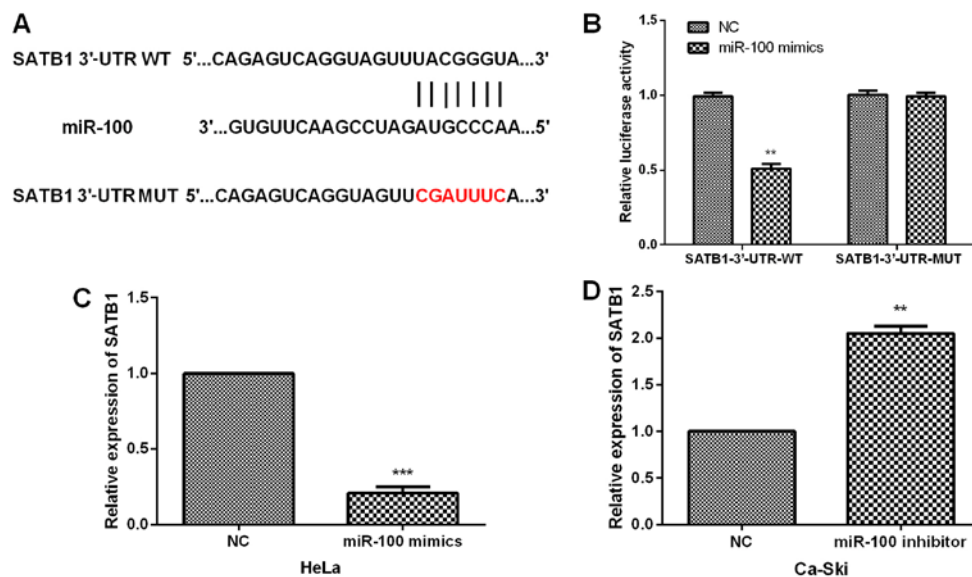 A
SATB1 3'-UTR WT 5'...CAGAGUCAGGUAGUUUACGGGUA...3'
miR-100 3'...GUGUUCAAGCCUAGAUGCCCAA...5'
SATB1 3'-UTR MUT 5'...CAGAGUCAGGUAGUUCGAUUUCA...3'
B
NC
miR-100 mimics
Relative luciferase activity
1.5
1.0
0.5
0.0
**
SATB1-3'-UTR-WT
SATB1-3'-UTR-MUT
C
Relative expression of SATB1
1.5
1.0
0.5
0.0
***
NC
miR-100 mimics
HeLa
D
Relative expression of SATB1
2.5
2.0
1.5
1.0
0.5
0.0
**
NC
miR-100 inhibitor
Ca-Ski